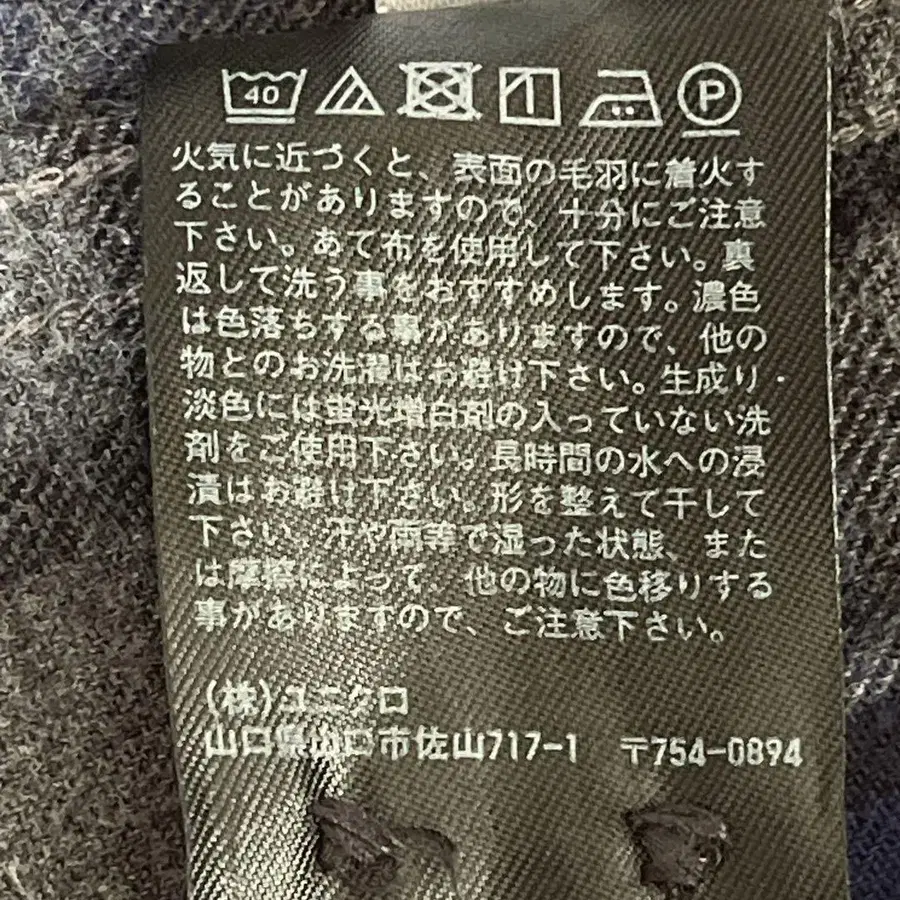 40 P
火気に近づくと、表面の毛羽に着火す
ることがありますので、十分にご注意
下さい。あて布を使用して下さい。裏
返して洗う事をおすすめします。濃色
は色落ちする事がありますので、他の
物とのお洗濯はお避け下さい。生成り・
淡色には蛍光増白剤の入っていない洗
剤をご使用下さい。長時間の水への浸
漬はお避け下さい。形を整えて干して
下さい。汗や雨等で湿った状態、また
は摩擦によって、他の物に色移りする
事がありますので、ご注意下さい。
(株)ユニクロ
山口県山口市佐山717-1 〒754-0894